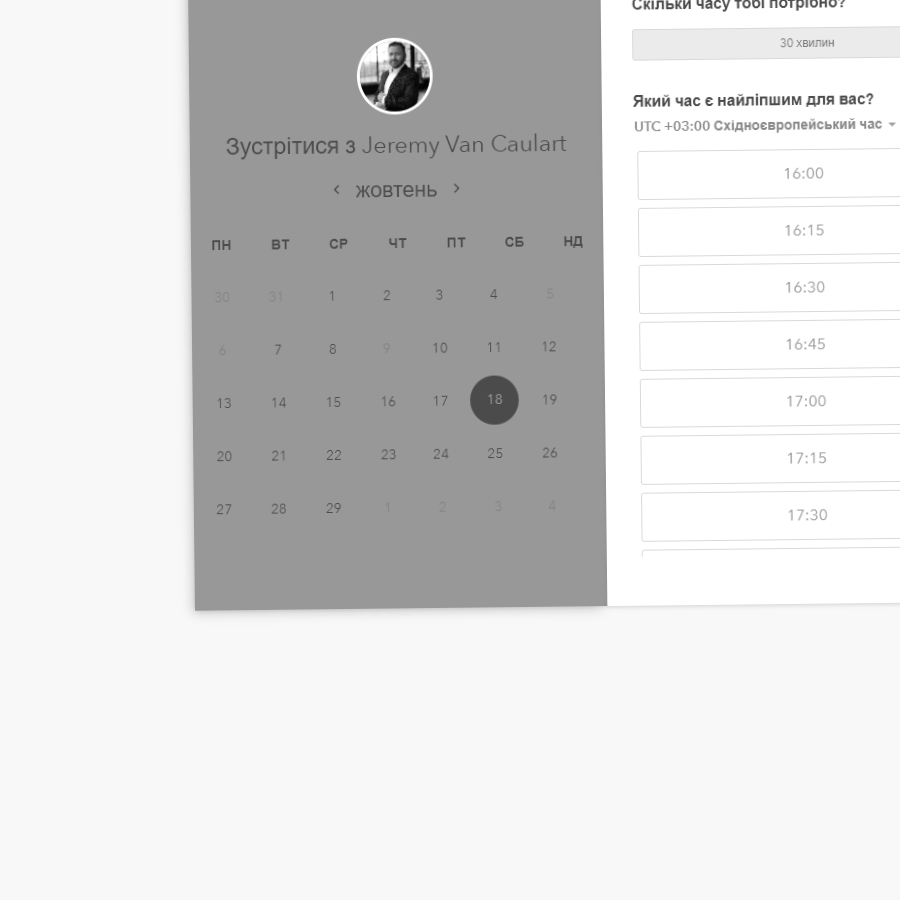 Зустрітися з Jeremy Van Caulart
< жовтень >
ПН ВТ СР ЧТ ПТ СБ НД
30 31 1 2 3 4 5
6 7 8 9 10 11 12
13 14 15 16 17 18 19
20 21 22 23 24 25 26
27 28 29 1 2 3 4
Скільки часу тобі потрібно?
30 хвилин
Який час є найліпшим для вас?
UTC +03:00 Східноєвропейський час
16:00
16:15
16:30
16:45
17:00
17:15
17:30